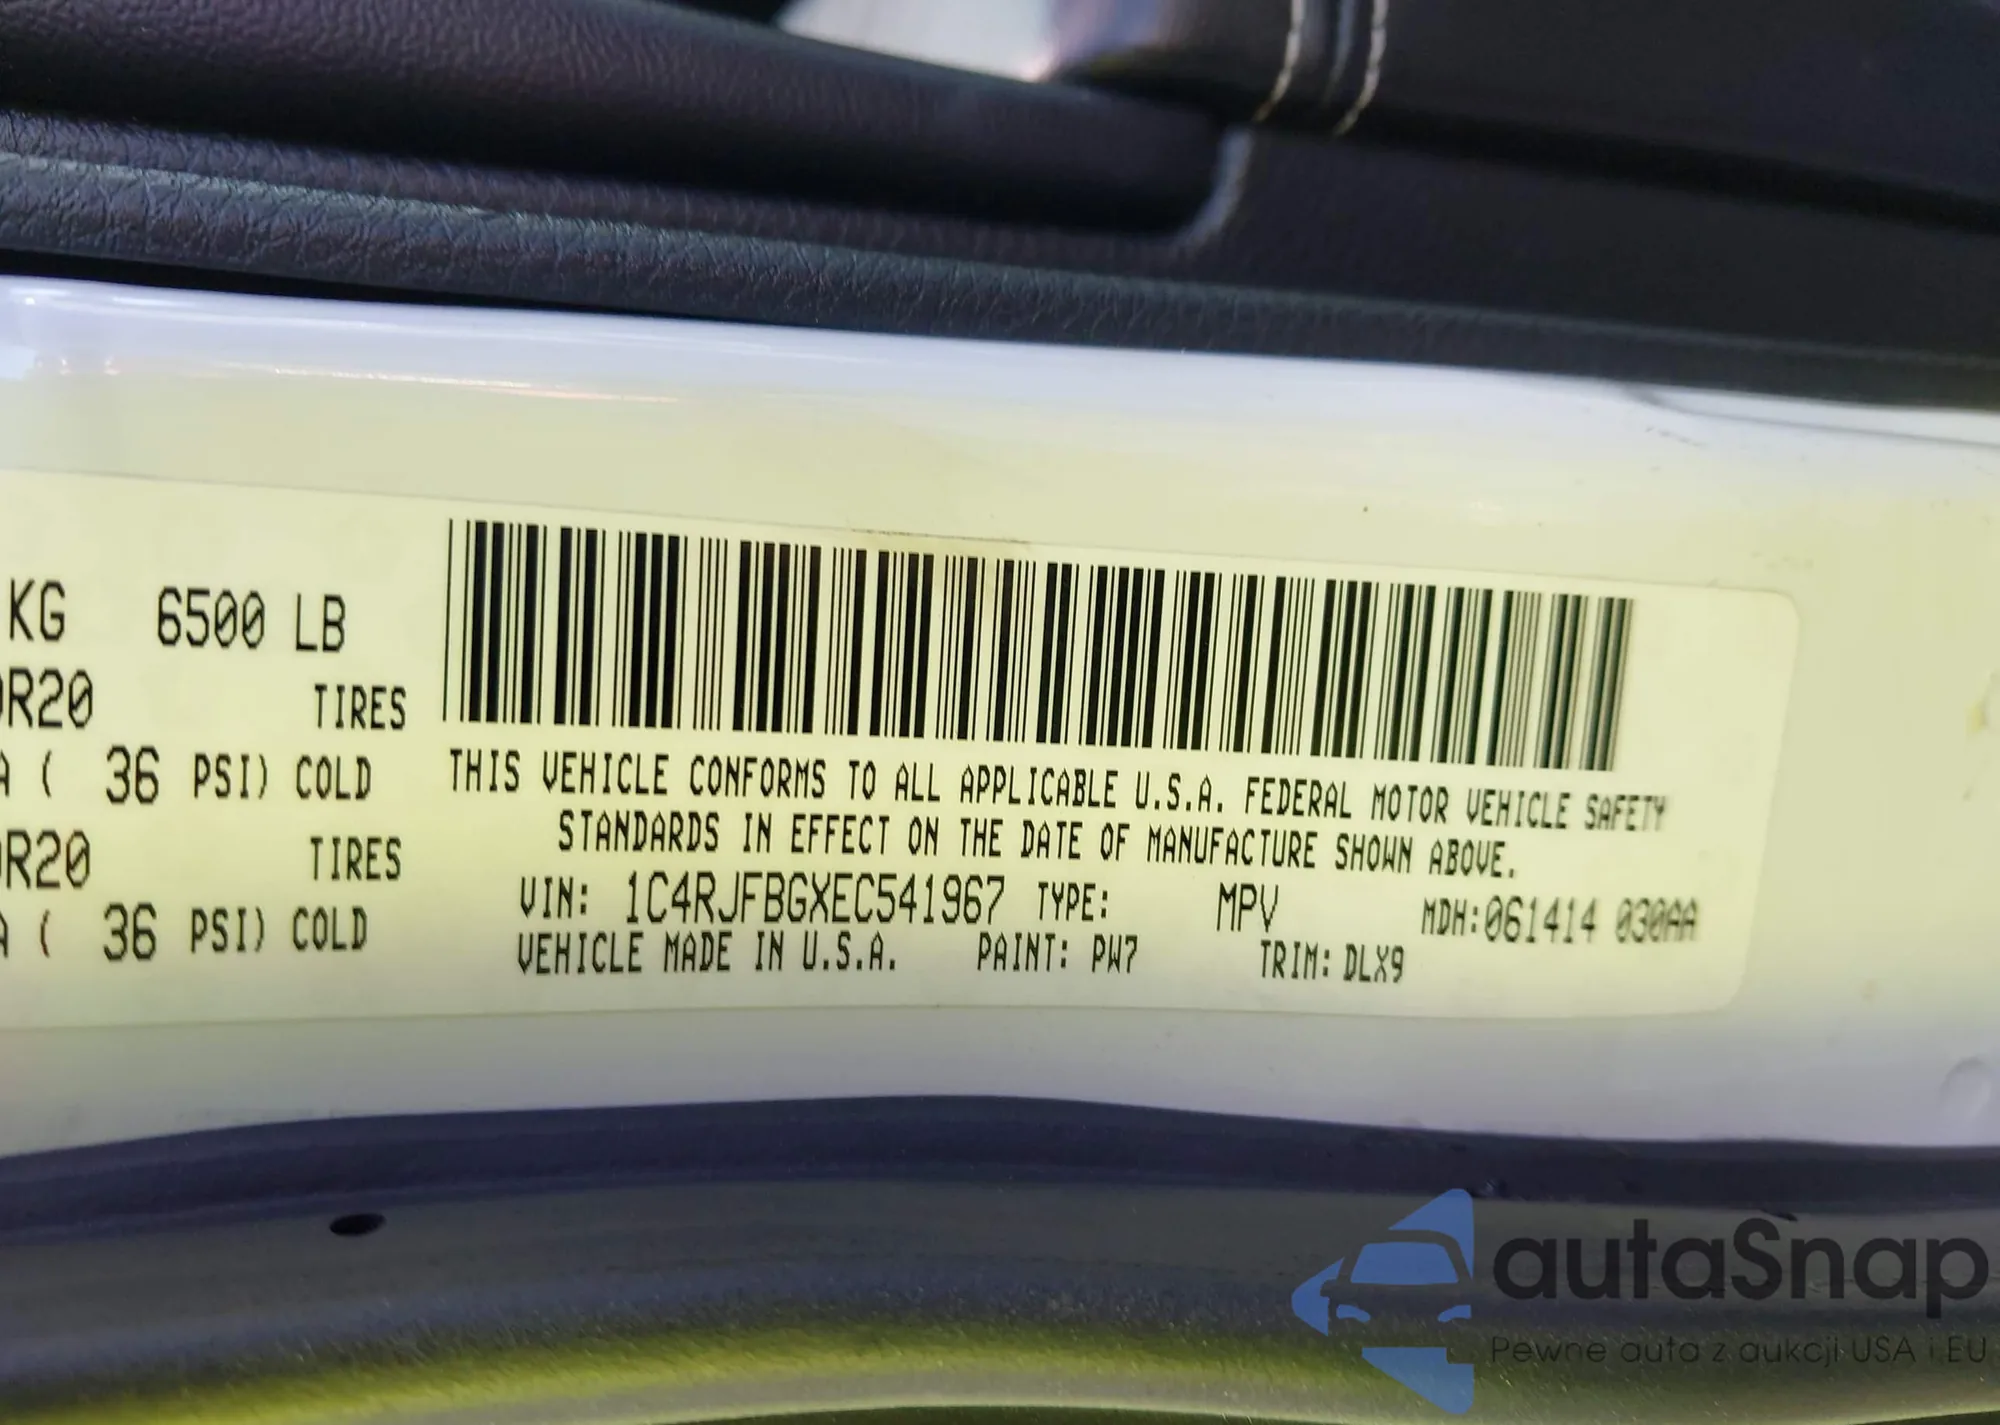 KG 6500 LB
R20 TIRES
A ( 36 PSI) COLD
R20 TIRES
A ( 36 PSI) COLD
THIS VEHICLE CONFORMS TO ALL APPLICABLE U.S.A. FEDERAL MOTOR VEHICLE SAFETY
STANDARDS IN EFFECT ON THE DATE OF MANUFACTURE SHOWN ABOVE.
VIN: 1C4RJFBGXEC541967 TYPE: MPV MDH:061414 030AA
VEHICLE MADE IN U.S.A. PAINT: PW7 TRIM: DLX9
autaSnap
Pewne auta z aukcji USA i EU